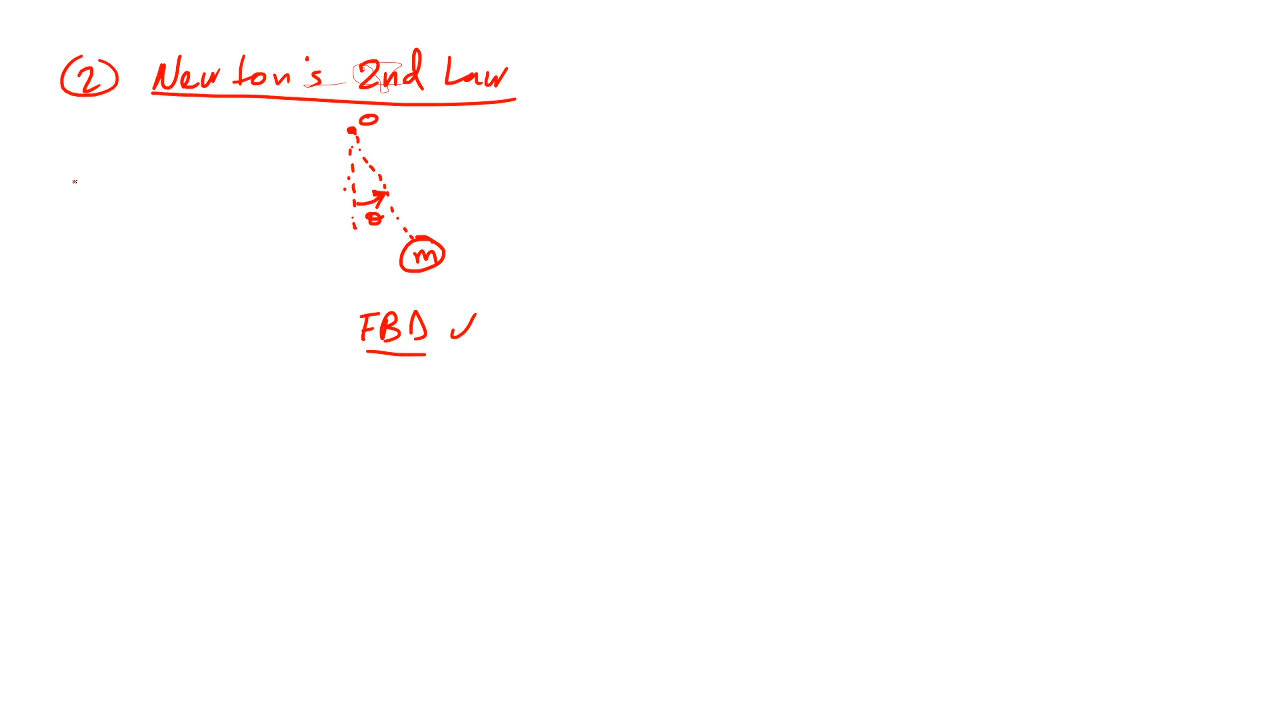 ② Newton's 2nd Law
O
θ
m
FBD ✓